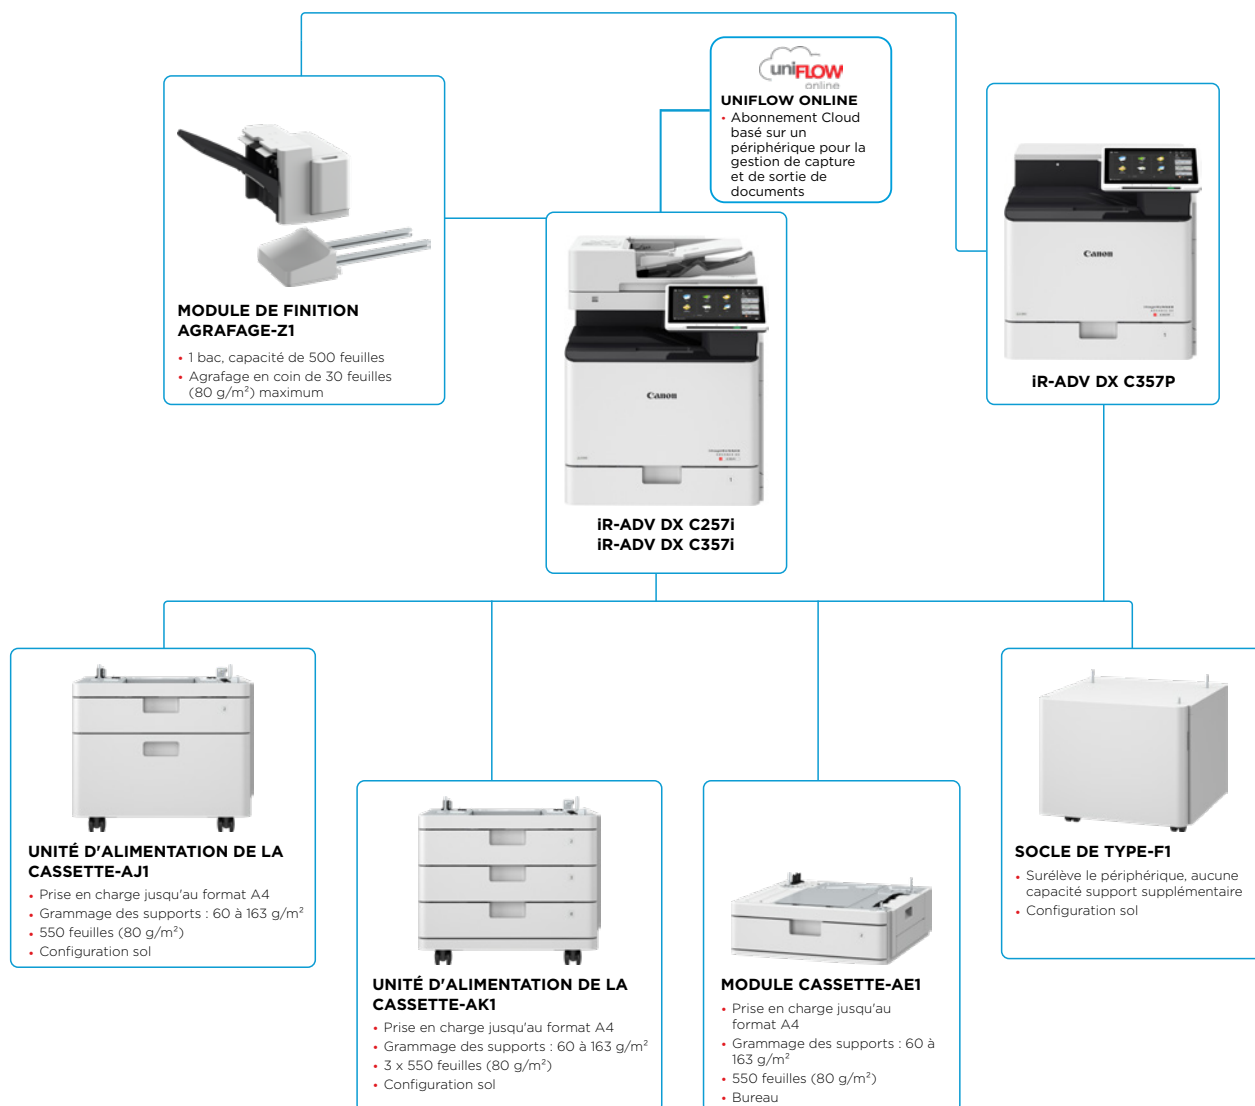 uniFLOW
online
UNIFLOW ONLINE
• Abonnement Cloud
basé sur un
périphérique pour la
gestion de capture
et de sortie de
documents
MODULE DE FINITION
AGRAFAGE-Z1
• 1 bac, capacité de 500 feuilles
• Agrafage en coin de 30 feuilles
(80 g/m²) maximum
Canon
iR-ADV DX C257i
iR-ADV DX C357i
Canon
1
iR-ADV DX C357P
UNITÉ D'ALIMENTATION DE LA
CASSETTE-AJ1
• Prise en charge jusqu'au format A4
• Grammage des supports : 60 à 163 g/m²
• 550 feuilles (80 g/m²)
• Configuration sol
UNITÉ D'ALIMENTATION DE LA
CASSETTE-AK1
• Prise en charge jusqu'au format A4
• Grammage des supports : 60 à 163 g/m²
• 3 x 550 feuilles (80 g/m²)
• Configuration sol
MODULE CASSETTE-AE1
• Prise en charge jusqu'au
format A4
• Grammage des supports : 60 à
163 g/m²
• 550 feuilles (80 g/m²)
• Bureau
SOCLE DE TYPE-F1
• Surélève le périphérique, aucune
capacité support supplémentaire
• Configuration sol